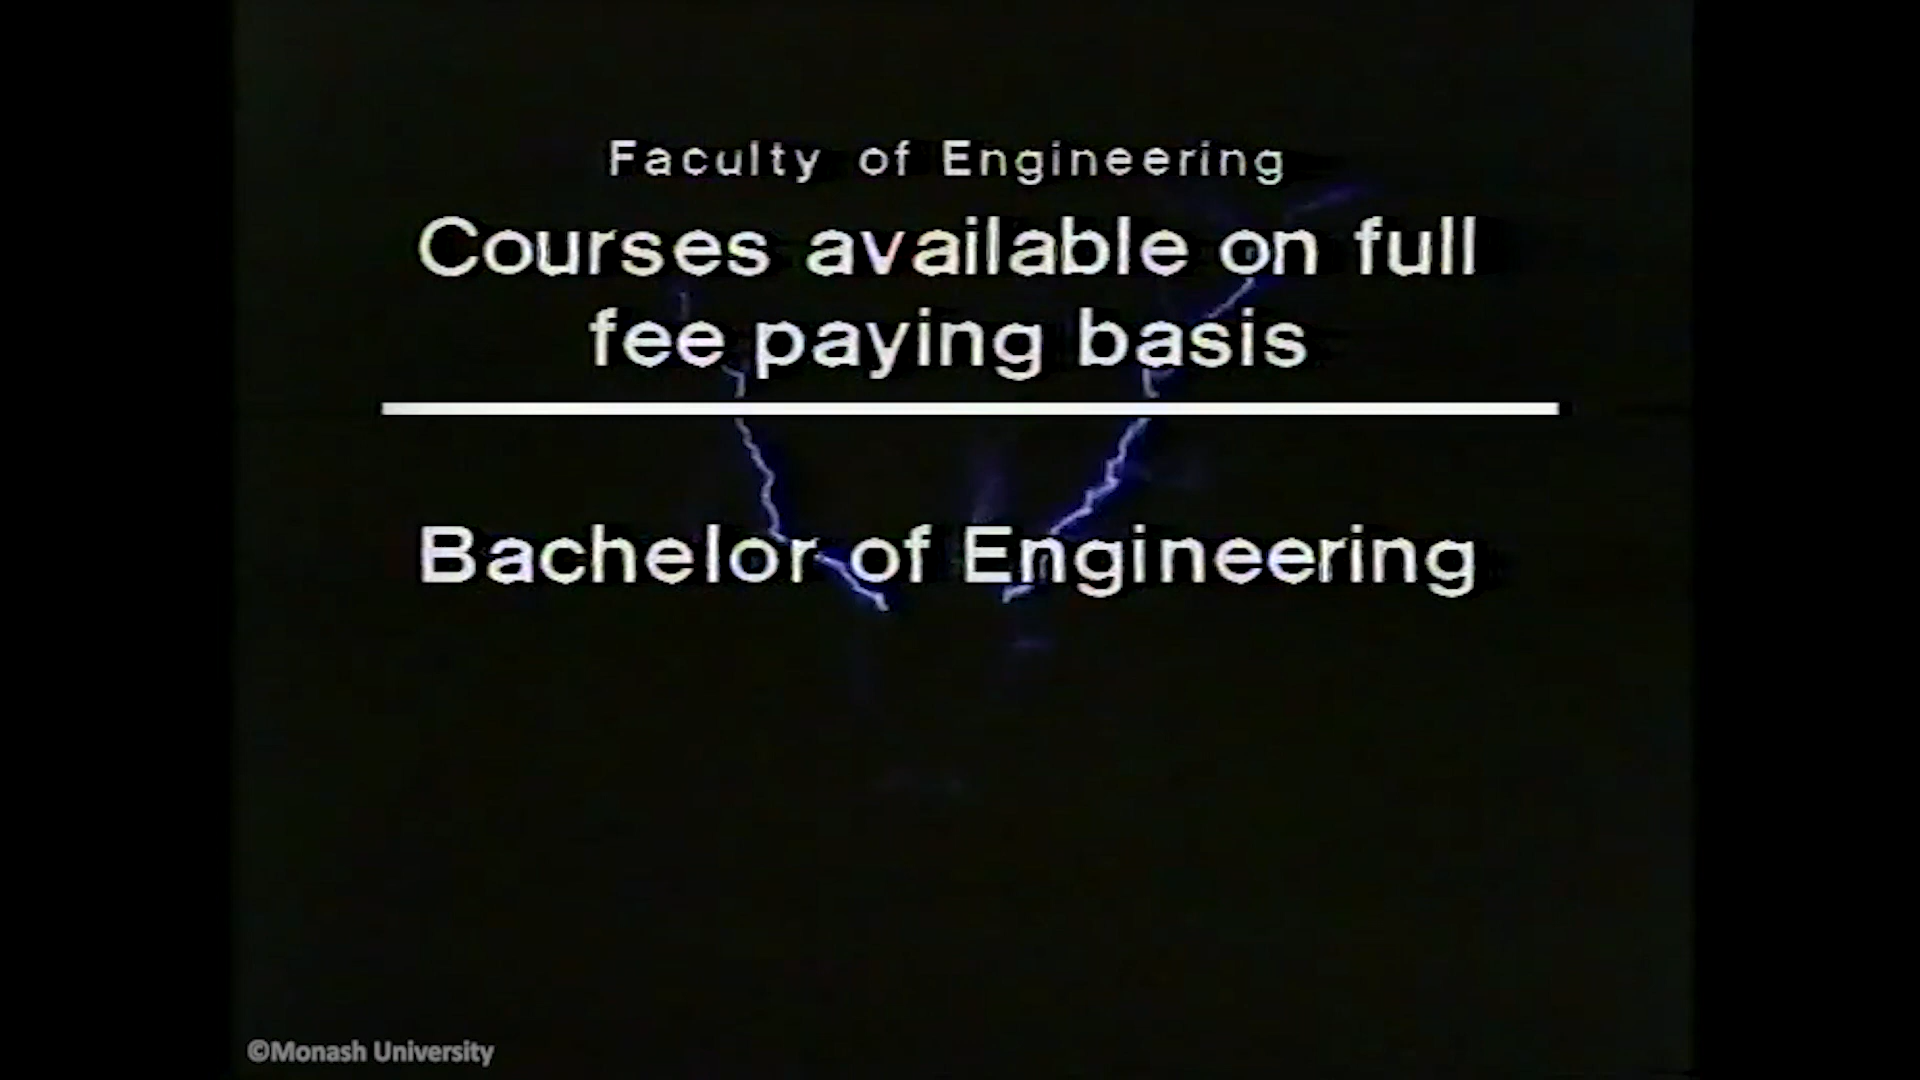 Faculty of Engineering
Courses available on full
fee paying basis
Bachelor of Engineering
©Monash University